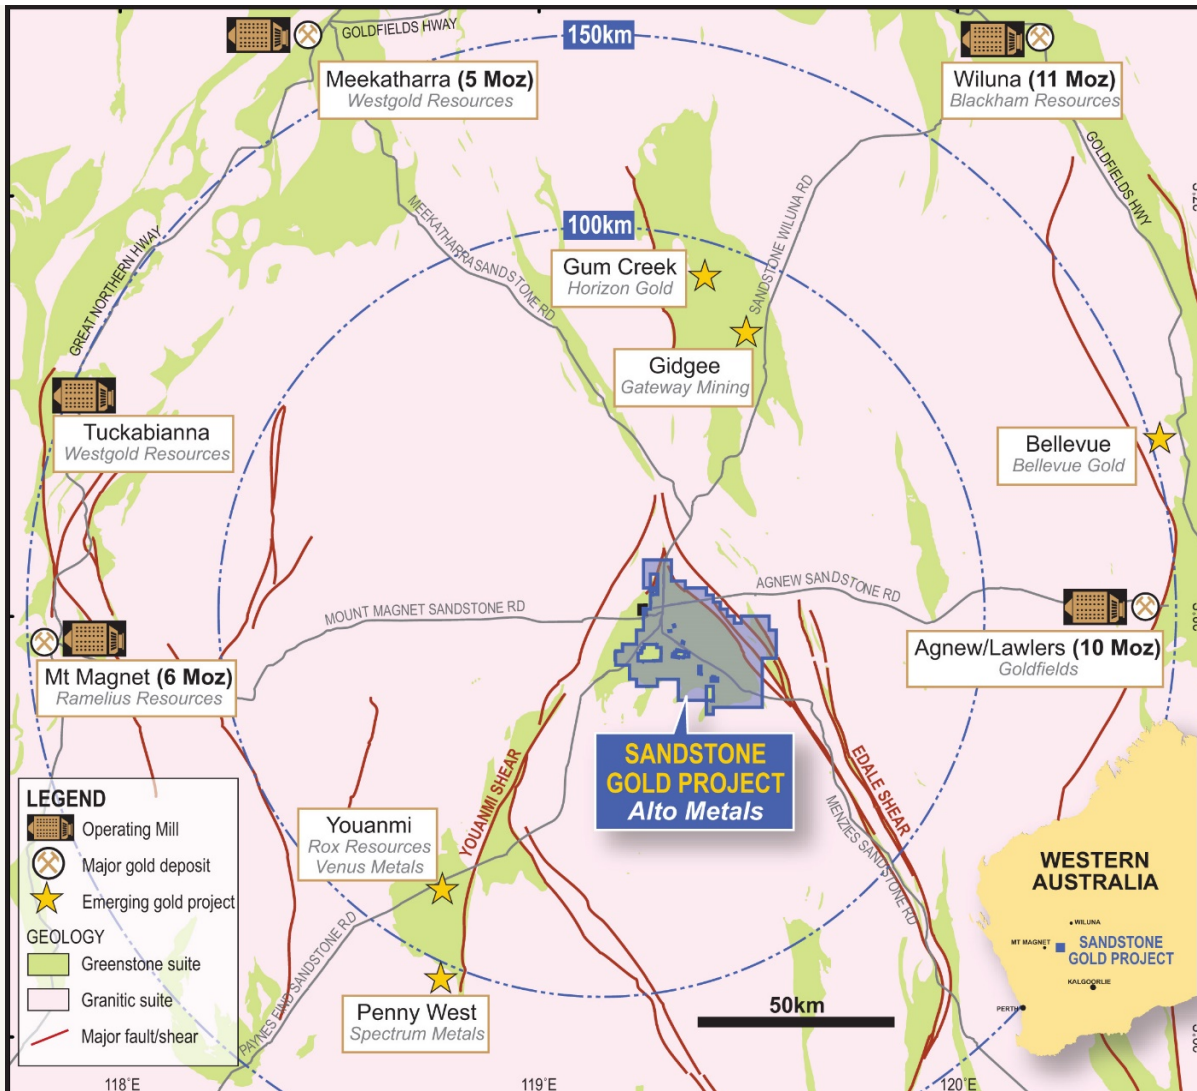 GOLDFIELDS HWY
150km
Meekatharra (5 Moz)
Westgold Resources
Wiluna (11 Moz)
Blackham Resources
GOLDFIELDS HWY
MEEKATHARRA SANDSTONE RD
SANDSTONE WILUNA RD
GREAT NORTHERN HWAY
100km
Gum Creek
Horizon Gold
Gidgee
Gateway Mining
Tuckabianna
Westgold Resources
Bellevue
Bellevue Gold
MOUNT MAGNET SANDSTONE RD
AGNEW SANDSTONE RD
Mt Magnet (6 Moz)
Ramelius Resources
Agnew/Lawlers (10 Moz)
Goldfields
SANDSTONE
GOLD PROJECT
Alto Metals
YOUANMI SHEAR
EDALE SHEAR
MENZIES SANDSTONE RD
Youanmi
Rox Resources
Venus Metals
PAYNES EIND SANDSTONE RD
Penny West
Spectrum Metals
50km
LEGEND
Operating Mill
Major gold deposit
Emerging gold project
GEOLOGY
Greenstone suite
Granitic suite
Major fault/shear
WESTERN
AUSTRALIA
WILUNA
MT MAGNET
SANDSTONE
GOLD PROJECT
KALGOORLIE
PERTH
118°E
119°E
120°E